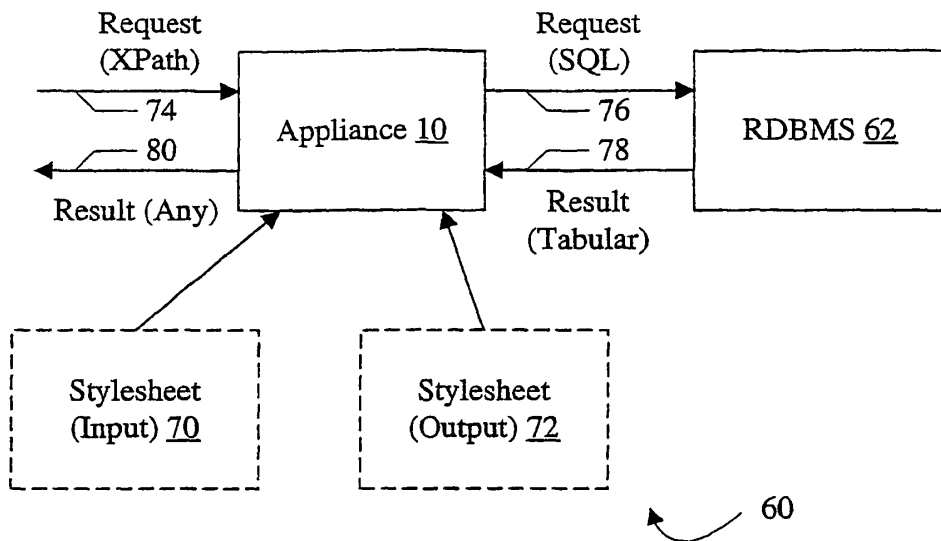 Request
(XPath)
Request
(SQL)
74
76
Appliance 10
RDBMS 62
80
78
Result (Any)
Result
(Tabular)
Stylesheet
(Input) 70
Stylesheet
(Output) 72
60